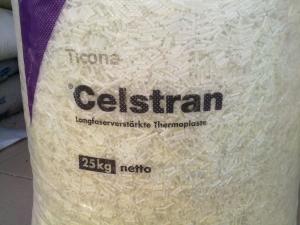 Ticona
®Celstran
Langfaserverstärkte Thermoplaste
25kg netto